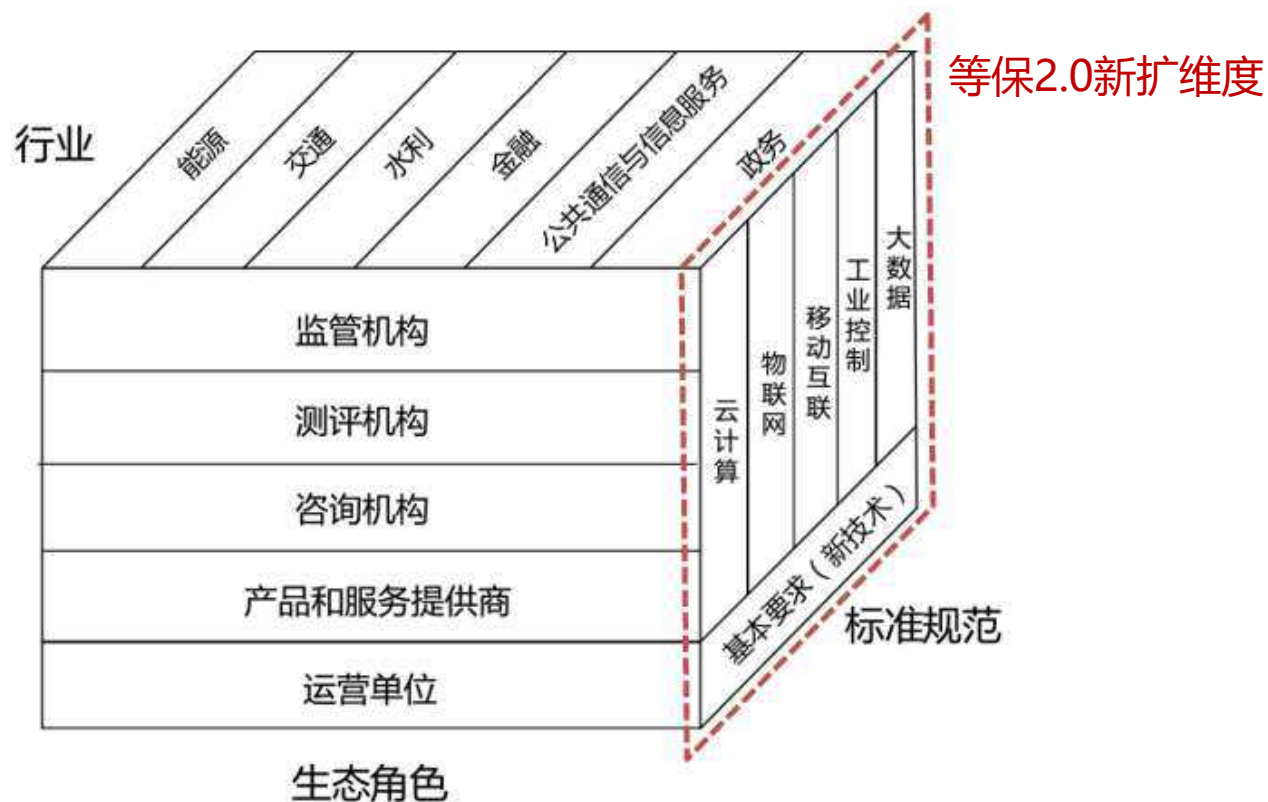 等保2.0新扩维度
行业
能源
交通
水利
金融
公共通信与信息服务
政务
监管机构
测评机构
咨询机构
产品和服务提供商
运营单位
云计算
物联网
移动互联
工业控制
大数据
基本要求（新技术）
标准规范
生态角色